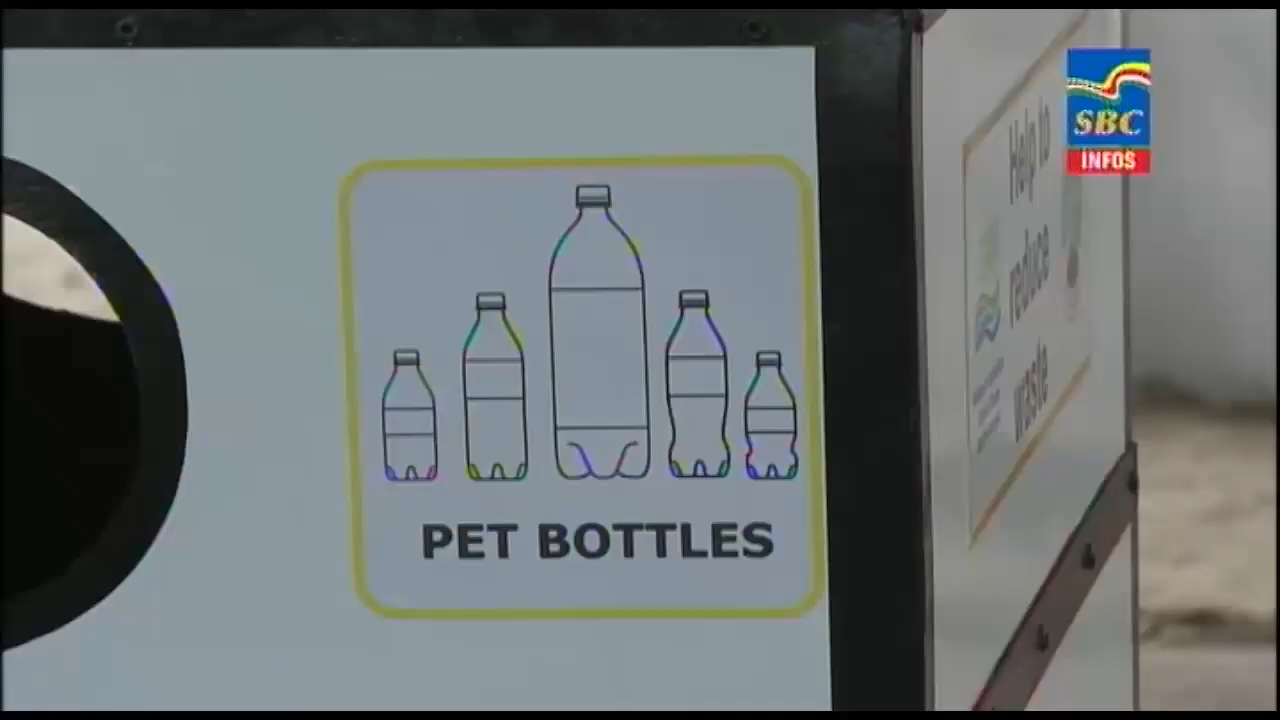 PET BOTTLES
Help to
reduce
waste
SBC
INFOS